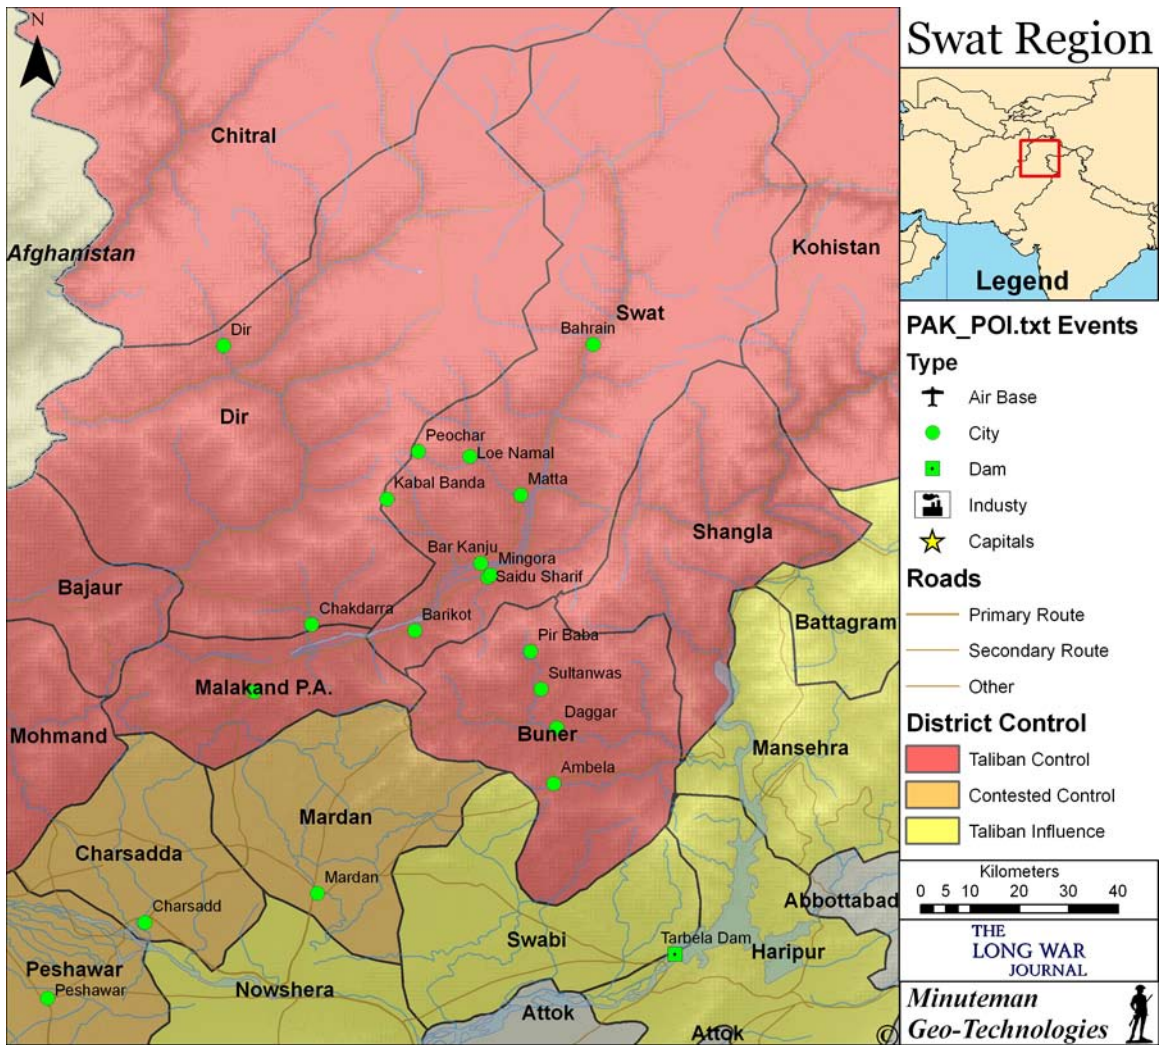 N
Chitral
Afghanistan
Kohistan
Swat
Dir
Bahrain
Dir
Peochar
Loe Namal
Kabal Banda
Matta
Shangla
Bar Kanju
Mingora
Saidu Sharif
Bajaur
Chakdarra
Barikot
Battagram
Pir Baba
Malakand P.A.
Sultanwas
Daggar
Buner
Mohmand
Mansehra
Ambela
Mardan
Charsadda
Mardan
Abbottabad
Charsadd
Swabi
Tarbela Dam
Haripur
Peshawar
Peshawar
Nowshera
Attok
Attok
©
Swat Region
Legend
PAK_POI.txt Events
Type
Air Base
City
Dam
Industy
Capitals
Roads
Primary Route
Secondary Route
Other
District Control
Taliban Control
Contested Control
Taliban Influence
Kilometers
0 5 10 20 30 40
THE
LONG WAR
JOURNAL
Minuteman
Geo-Technologies